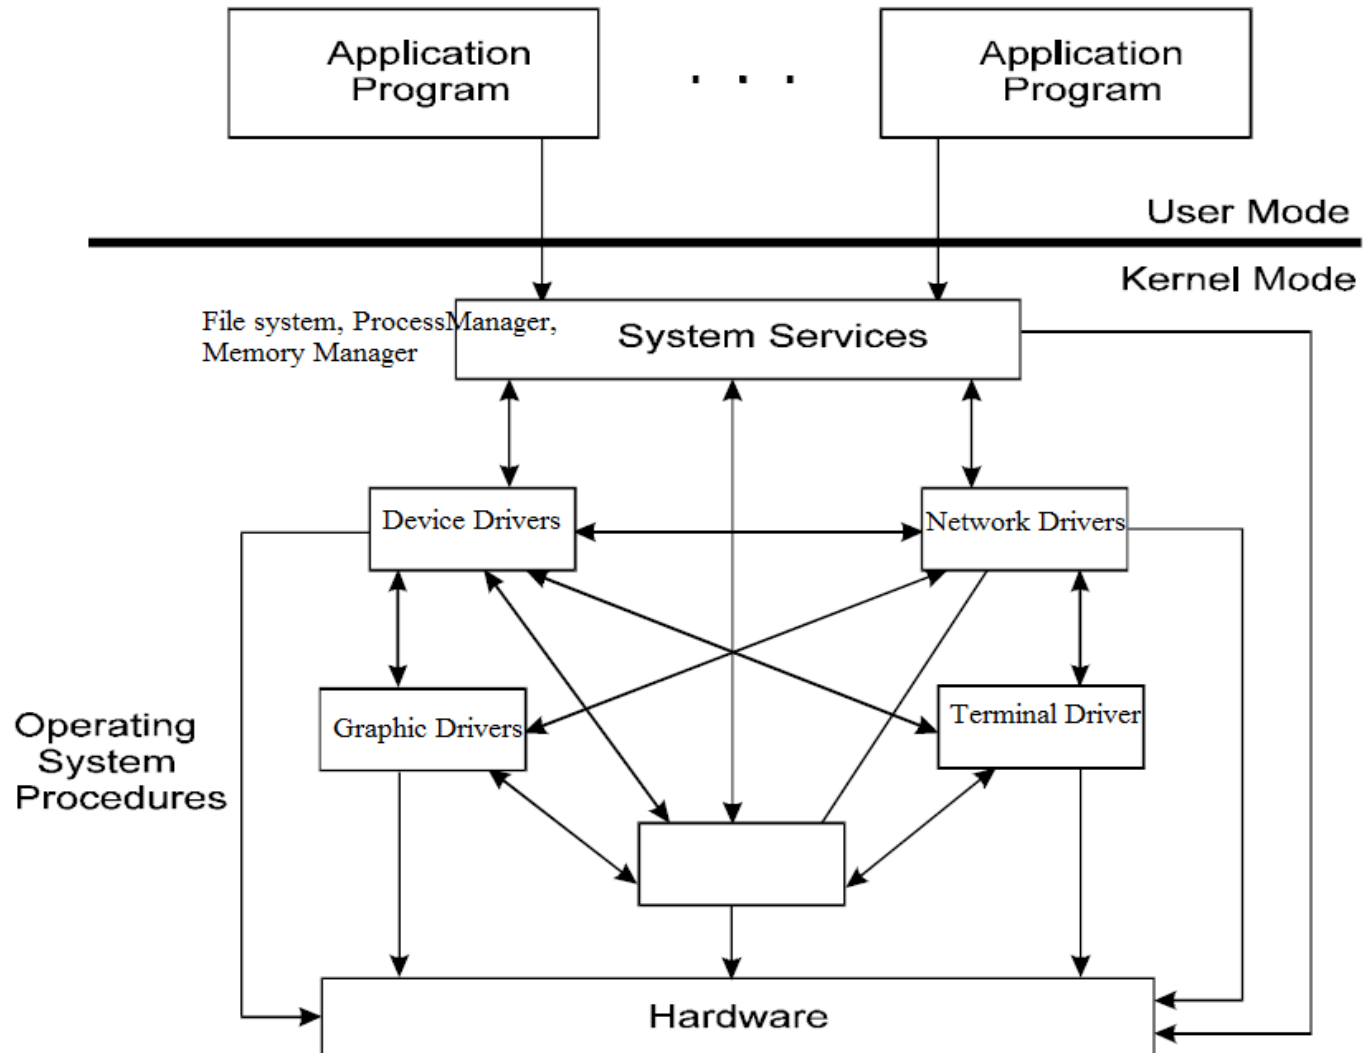 Application
Program
. . .
Application
Program
User Mode
Kernel Mode
File system, ProcessManager,
Memory Manager
System Services
Device Drivers
Network Drivers
Graphic Drivers
Terminal Driver
Operating
System
Procedures
Hardware